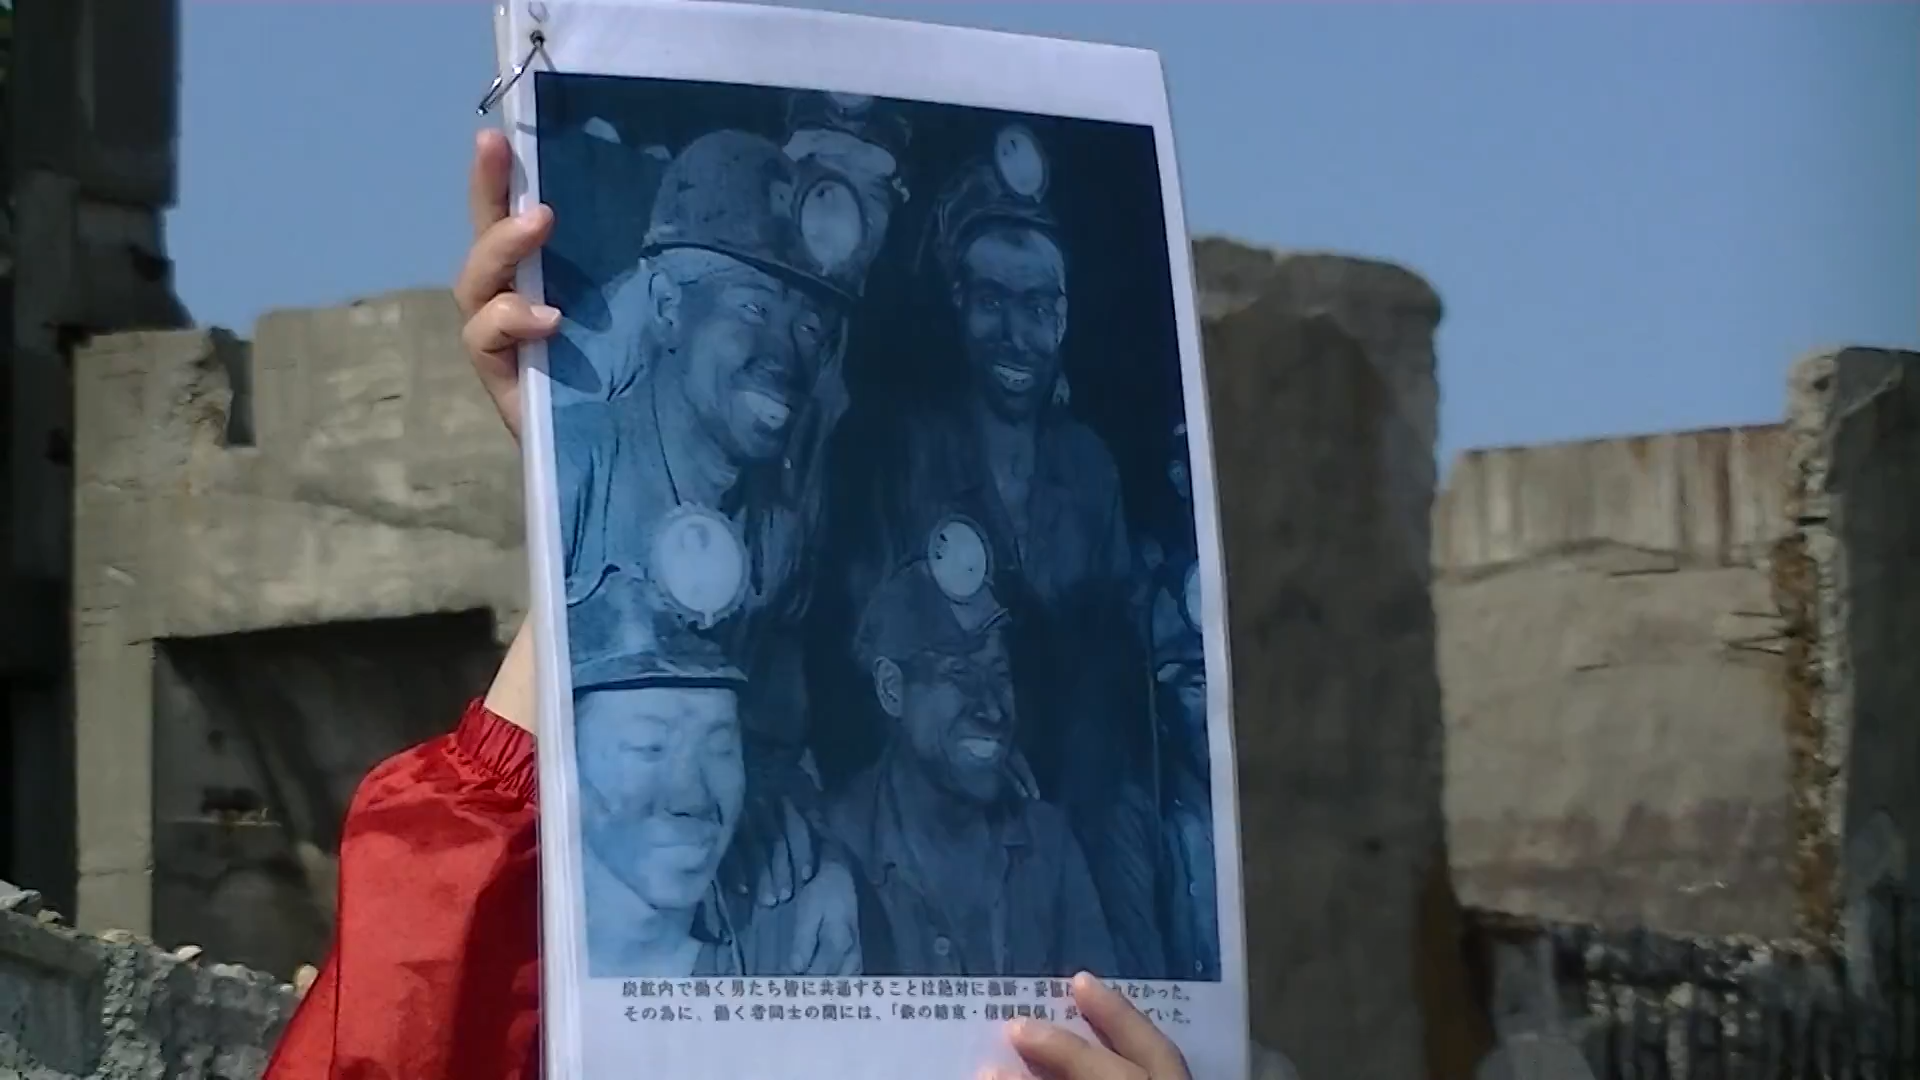 炭鉱内で働く男たち皆に共通することは絶対に油断・妥協 れなかった。
その為に、働く者同士の間には、「鉄の結束・信頼関係」が ていた。